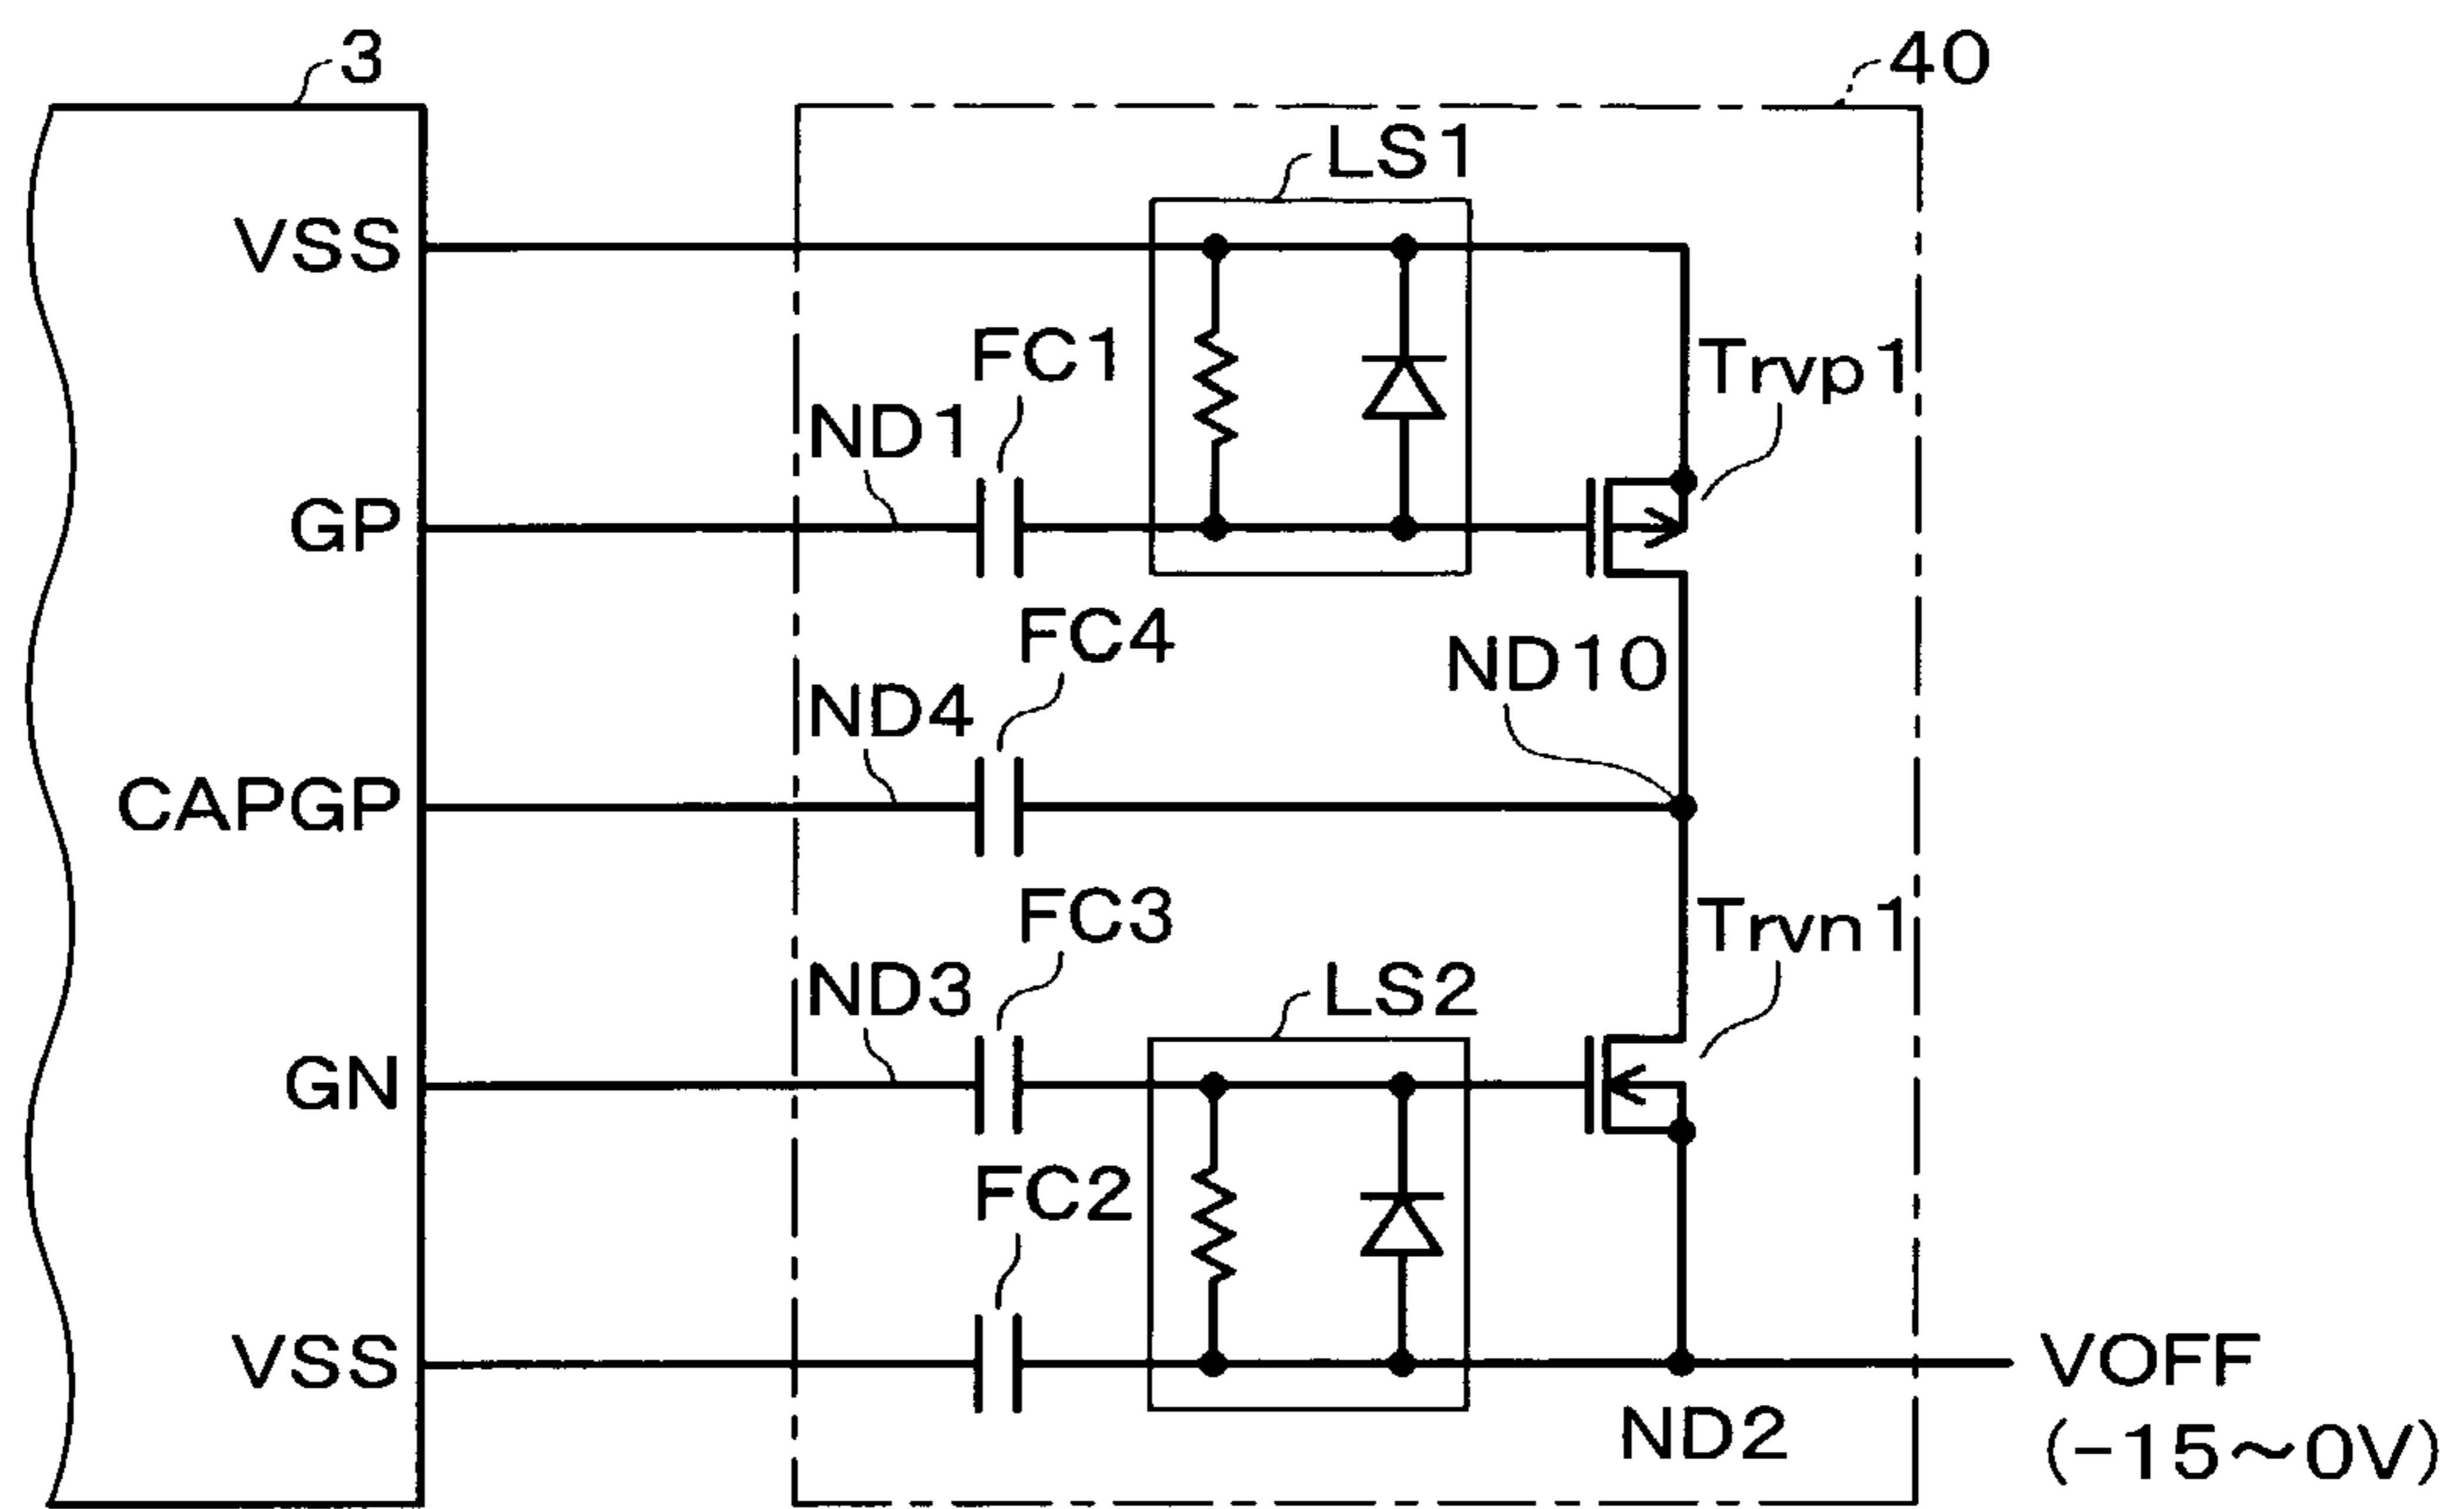 3
40
LS1
VSS
FC1
Trvp1
ND1
GP
FC4
ND10
ND4
CAPGP
FC3
Trvn1
ND3
LS2
GN
FC2
VSS
VOFF
ND2
(-15~0V)